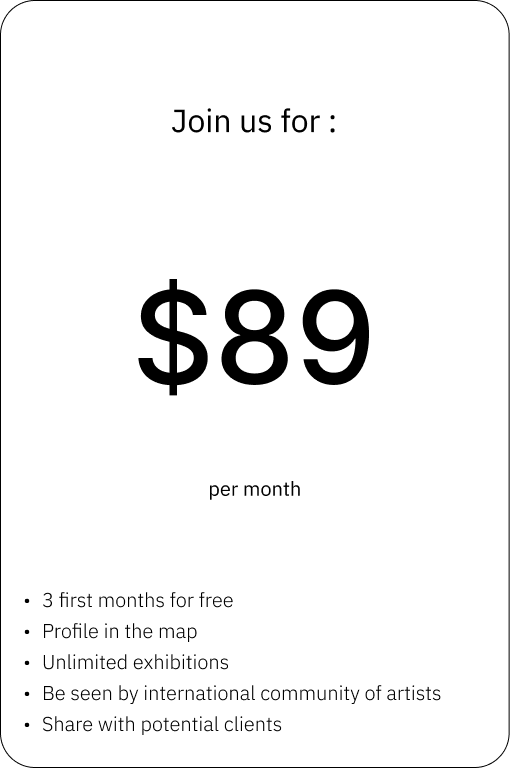 Join us for :
$89
per month
• 3 first months for free
• Profile in the map
• Unlimited exhibitions
• Be seen by international community of artists
• Share with potential clients